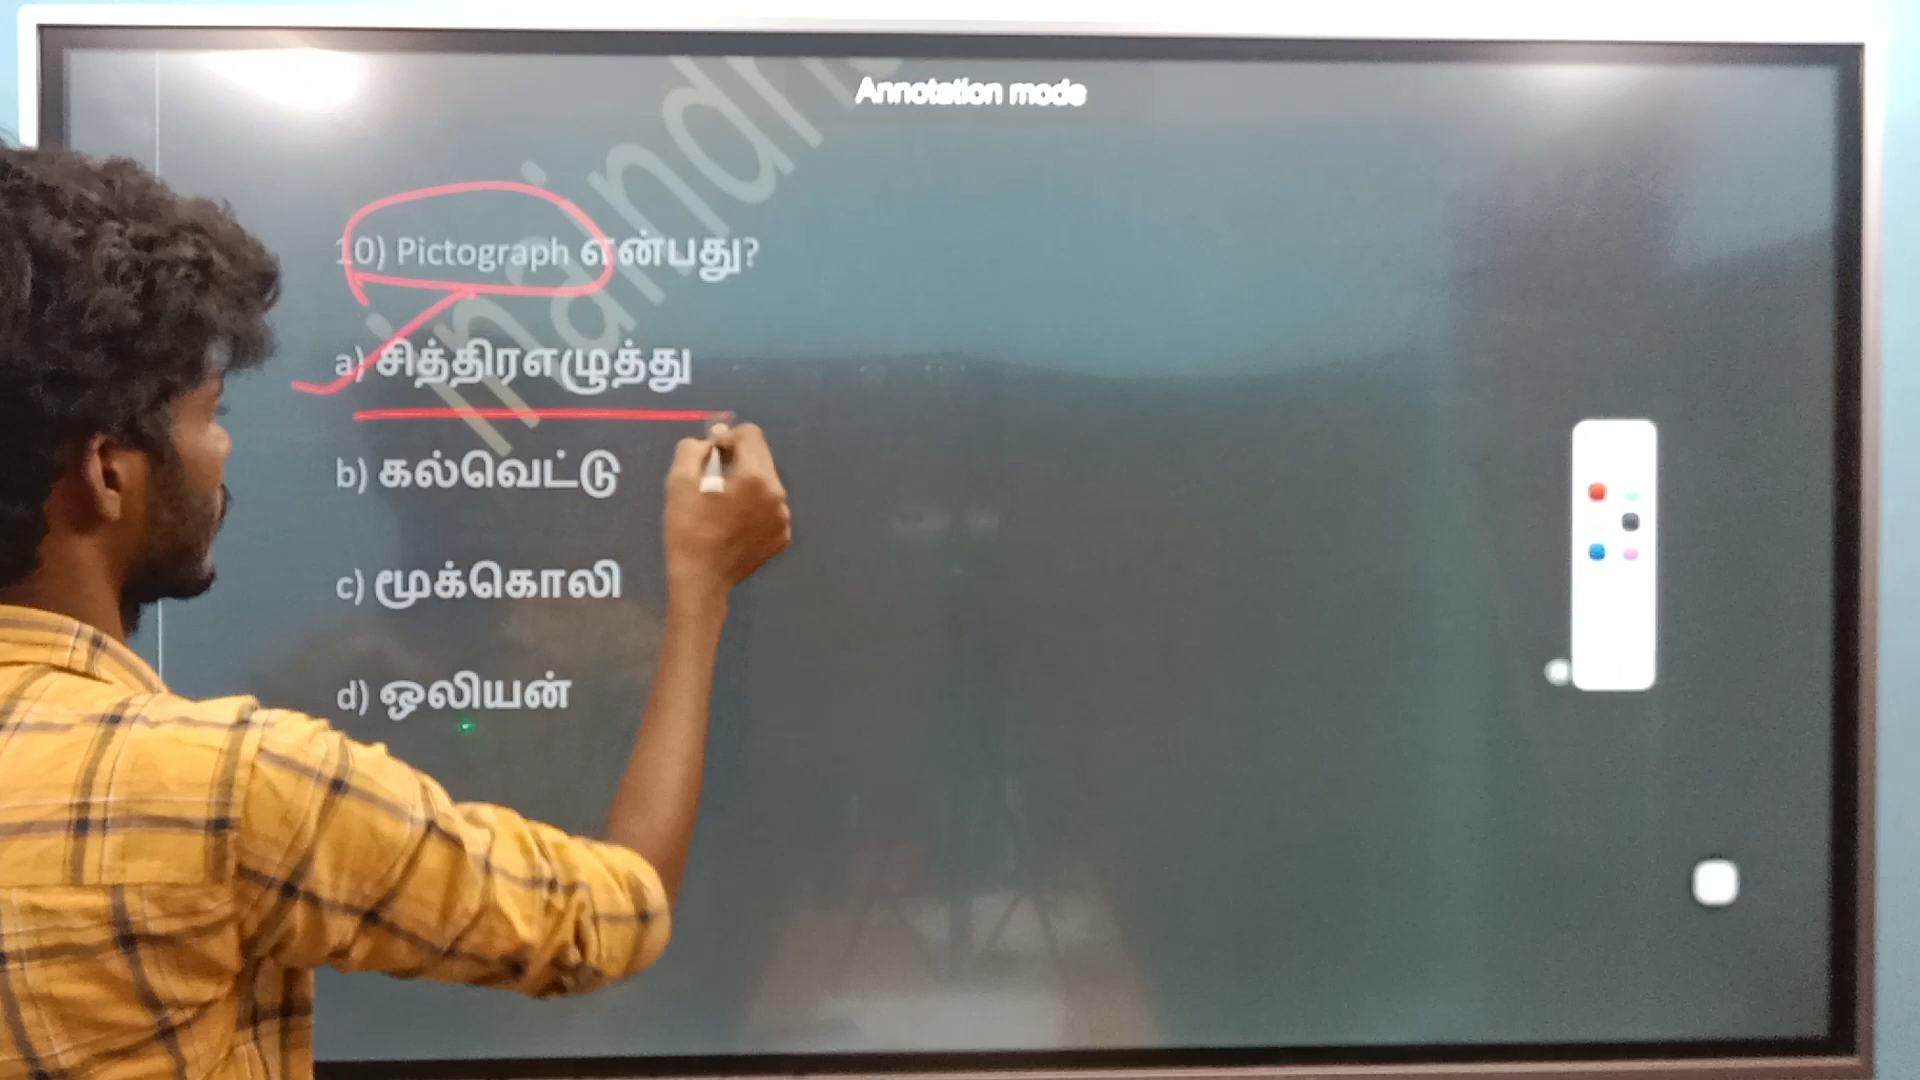 Annotation mode
10) Pictograph என்பது?
a) சித்திரஎழுத்து
b) கல்வெட்டு
c) மூக்கொலி
d) ஒலியன்